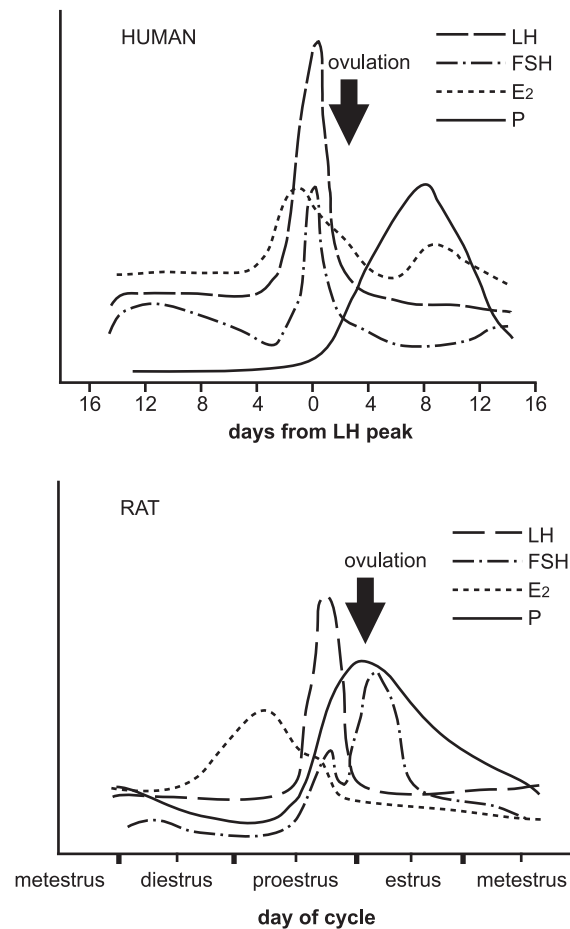 HUMAN
LH
FSH
E2
P
ovulation
16 12 8 4 0 4 8 12 16
days from LH peak
RAT
LH
FSH
E2
P
ovulation
metestrus diestrus proestrus estrus metestrus
day of cycle